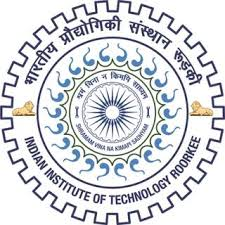 भारतीय प्रौद्योगिकी संस्थान रूड़की
श्रमं विना न किमपि साध्यम्
SHRAMAM VINA NA KIMAPI SADHYAM
INDIAN INSTITUTE OF TECHNOLOGY ROORKEE